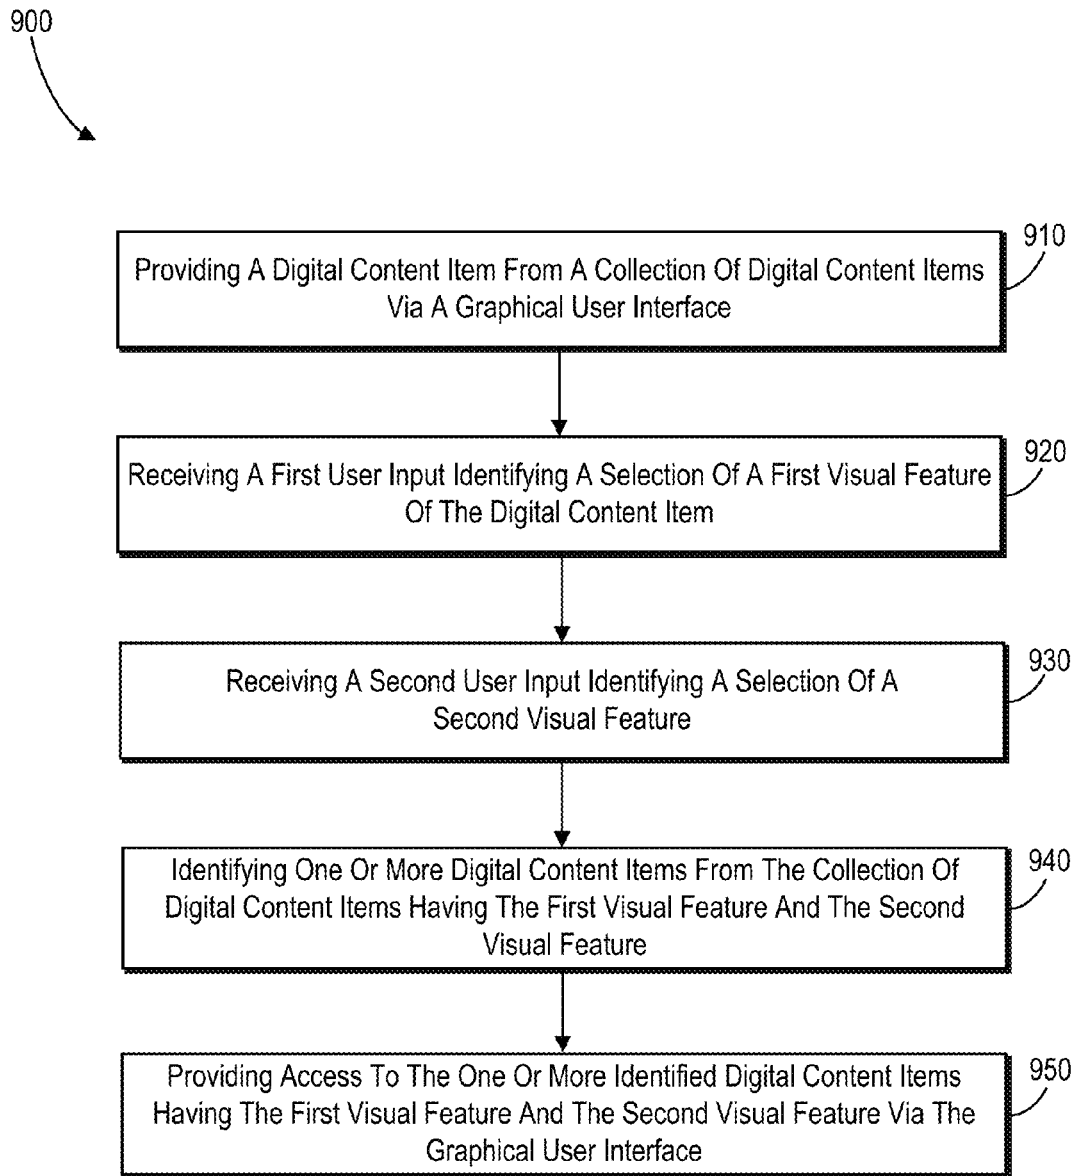 900
910
Providing A Digital Content Item From A Collection Of Digital Content Items
Via A Graphical User Interface
920
Receiving A First User Input Identifying A Selection Of A First Visual Feature
Of The Digital Content Item
930
Receiving A Second User Input Identifying A Selection Of A
Second Visual Feature
940
Identifying One Or More Digital Content Items From The Collection Of
Digital Content Items Having The First Visual Feature And The Second
Visual Feature
950
Providing Access To The One Or More Identified Digital Content Items
Having The First Visual Feature And The Second Visual Feature Via The
Graphical User Interface